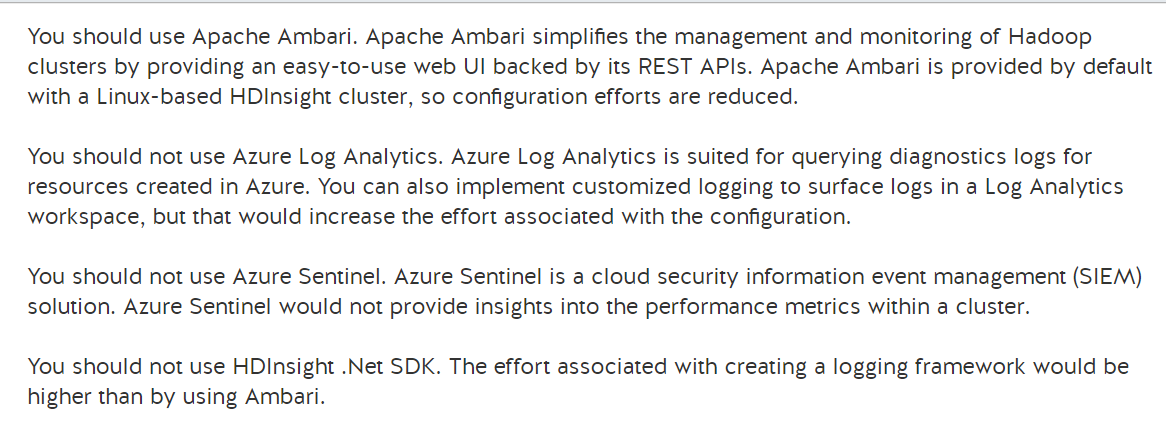 You should use Apache Ambari. Apache Ambari simplifies the management and monitoring of Hadoop
clusters by providing an easy-to-use web UI backed by its REST APIs. Apache Ambari is provided by default
with a Linux-based HDInsight cluster, so configuration efforts are reduced.
You should not use Azure Log Analytics. Azure Log Analytics is suited for querying diagnostics logs for
resources created in Azure. You can also implement customized logging to surface logs in a Log Analytics
workspace, but that would increase the effort associated with the configuration.
You should not use Azure Sentinel. Azure Sentinel is a cloud security information event management (SIEM)
solution. Azure Sentinel would not provide insights into the performance metrics within a cluster.
You should not use HDInsight .Net SDK. The effort associated with creating a logging framework would be
higher than by using Ambari.